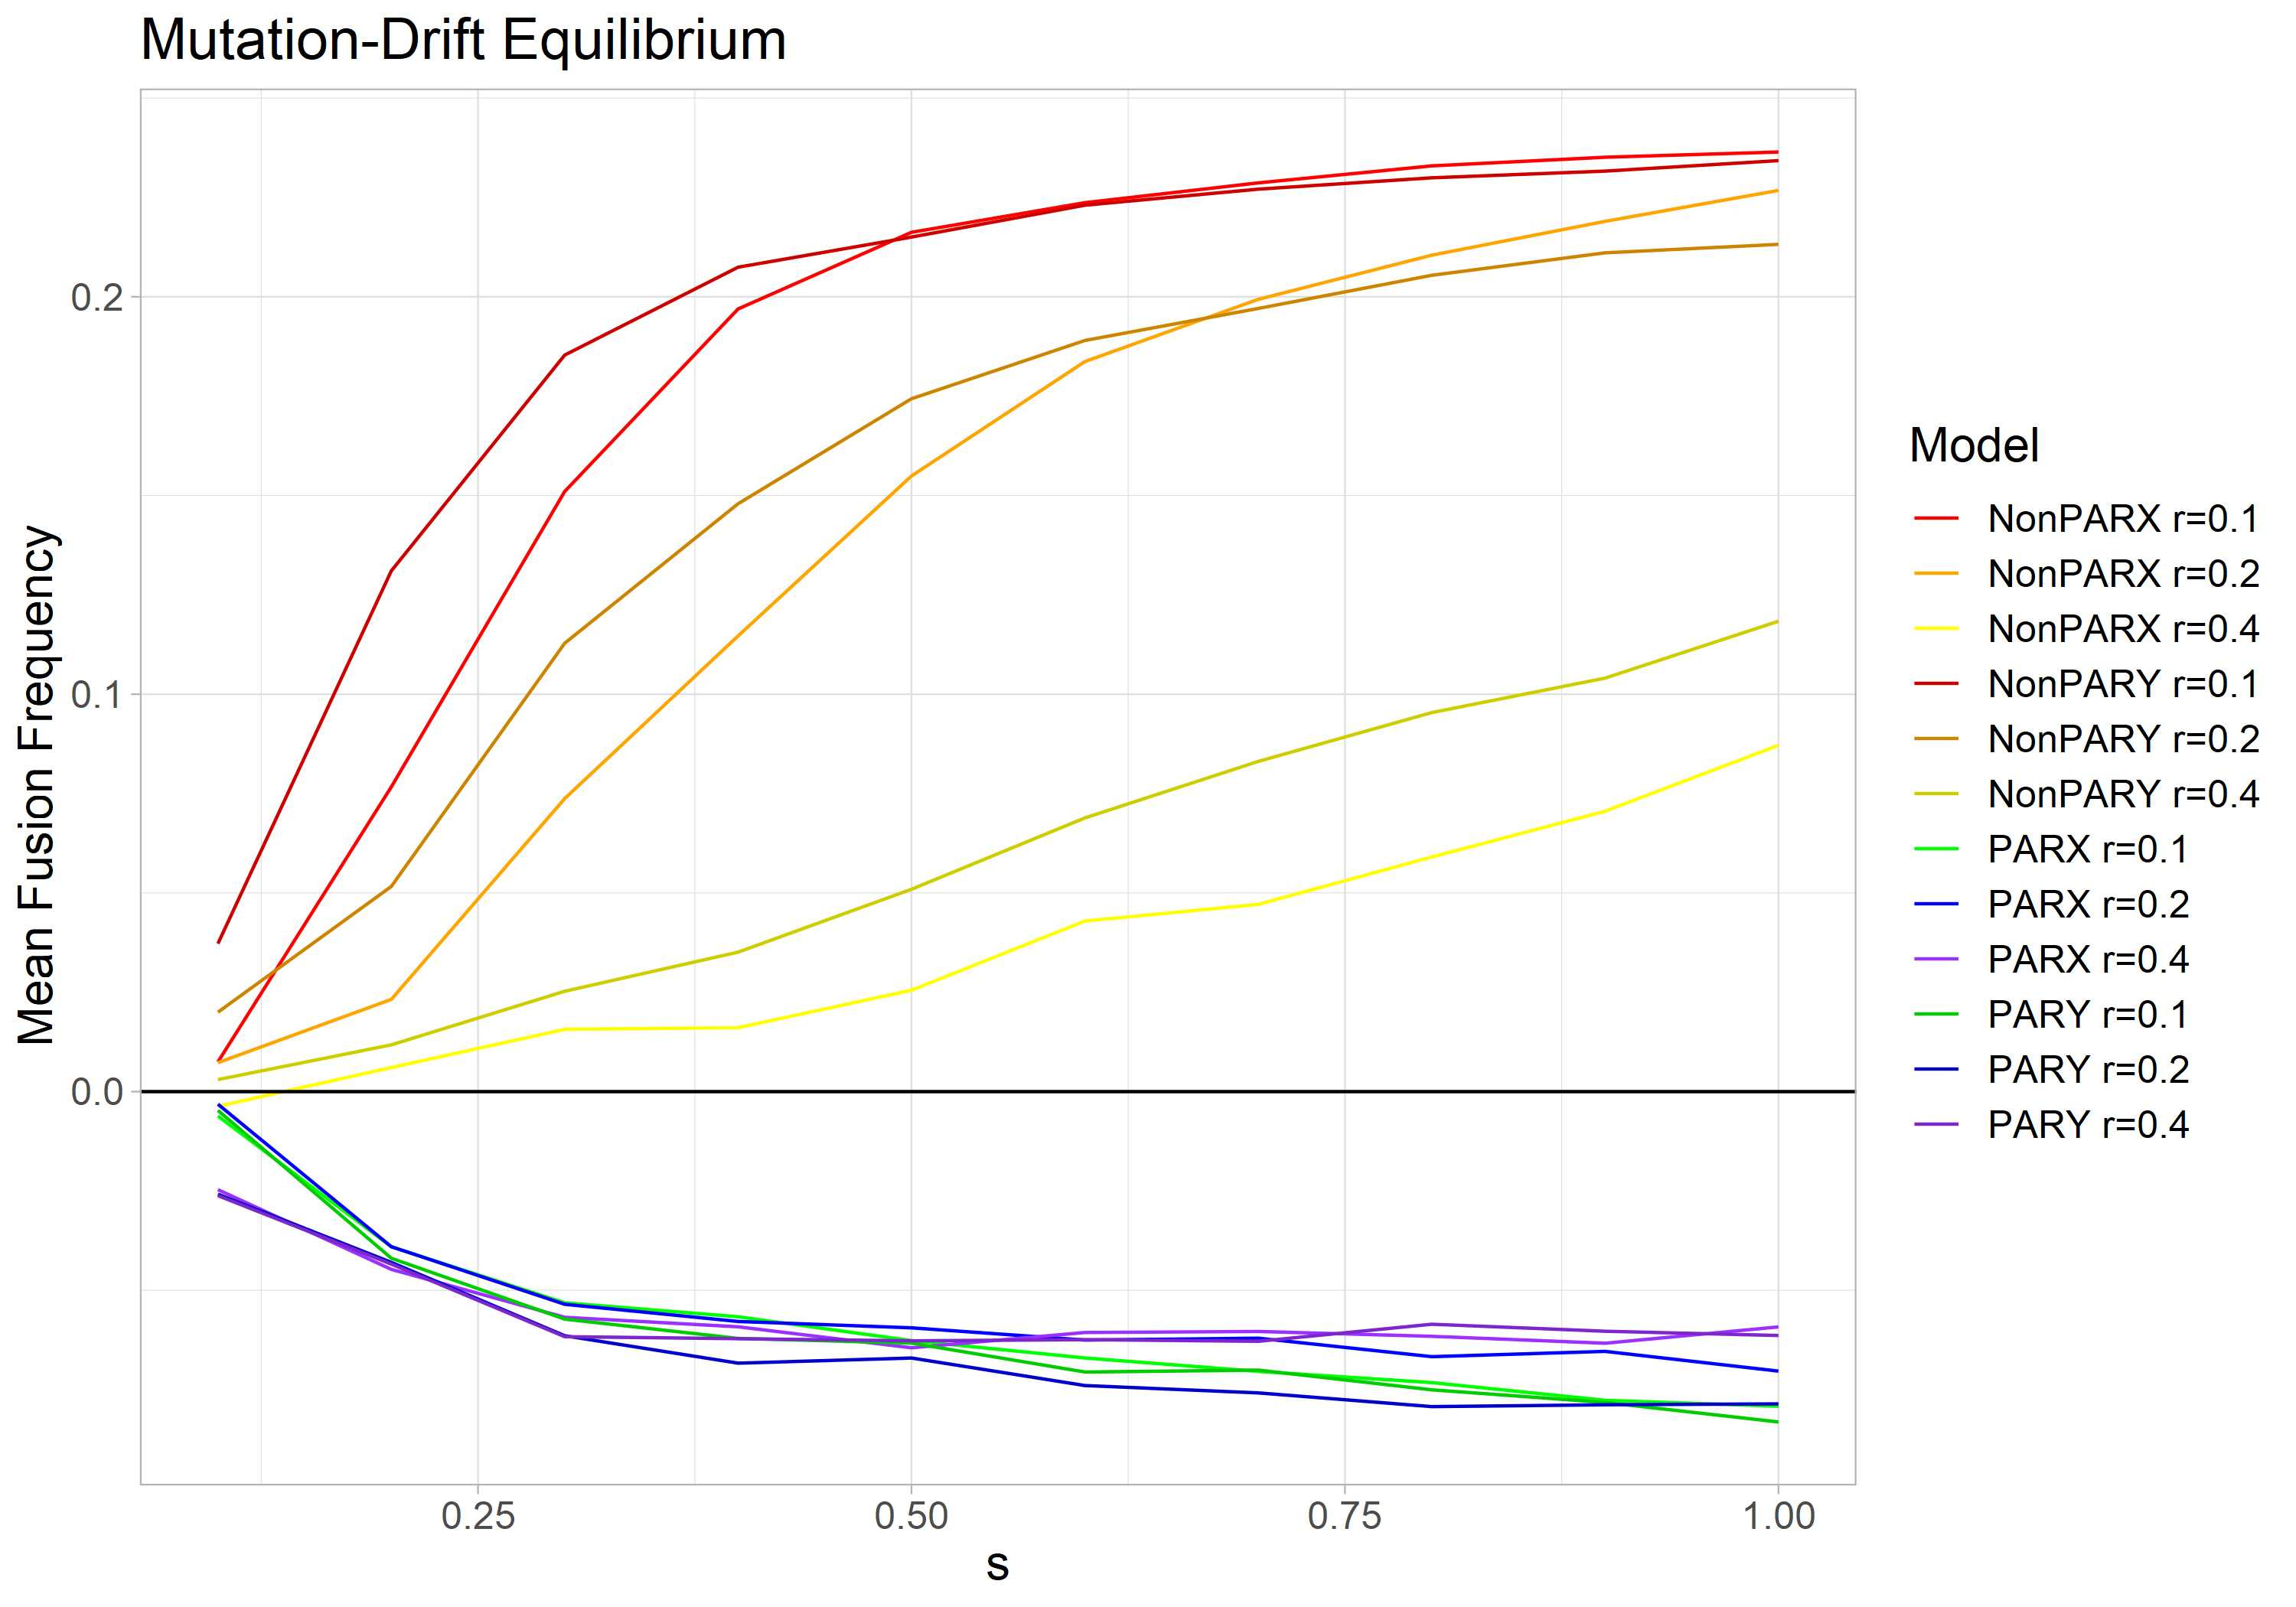 Mutation-Drift Equilibrium
Mean Fusion Frequency
0.2
0.1
0.0
0.25 0.50 0.75 1.00
s
Model
NonPARX r=0.1
NonPARX r=0.2
NonPARX r=0.4
NonPARY r=0.1
NonPARY r=0.2
NonPARY r=0.4
PARX r=0.1
PARX r=0.2
PARX r=0.4
PARY r=0.1
PARY r=0.2
PARY r=0.4